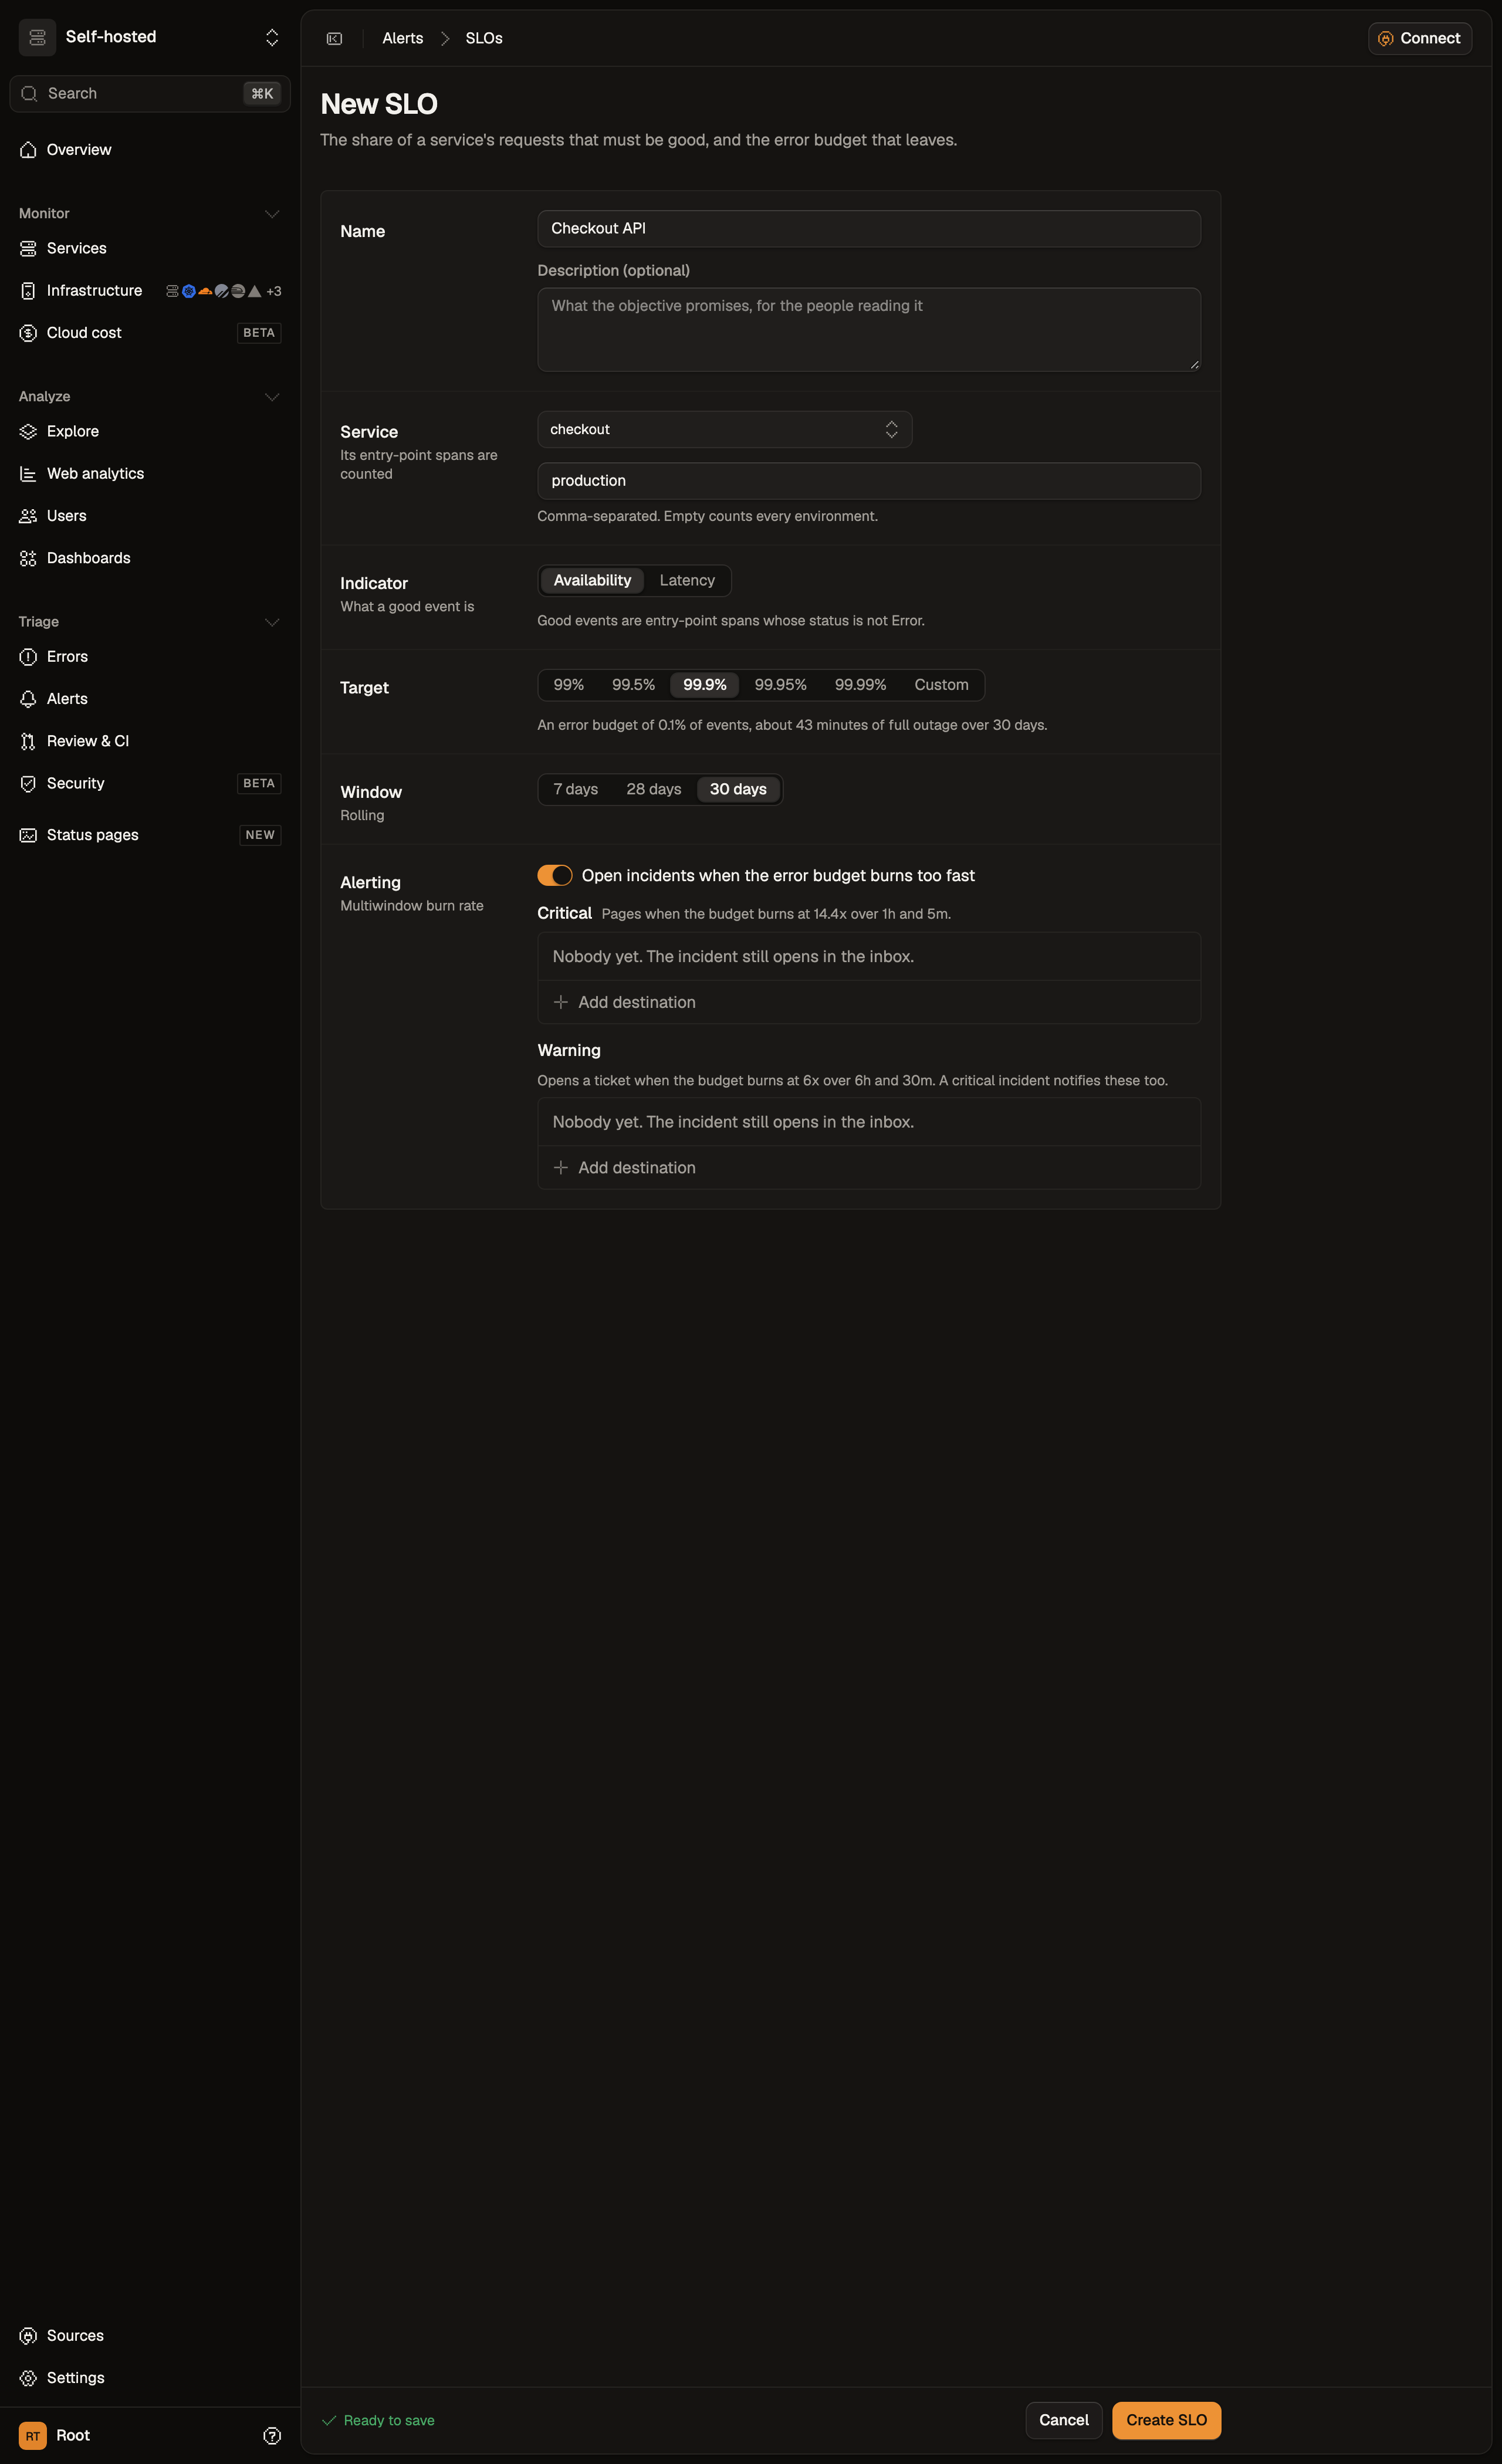 Self-hosted
Search ⌘K
Overview
Monitor
Services
Infrastructure +3
Cloud cost BETA
Analyze
Explore
Web analytics
Users
Dashboards
Triage
Errors
Alerts
Review & CI
Security BETA
Status pages NEW
Sources
Settings
RT Root
Alerts SLOs
Connect
New SLO
The share of a service's requests that must be good, and the error budget that leaves.
Name
Checkout API
Description (optional)
What the objective promises, for the people reading it
Service
Its entry-point spans are
counted
checkout
production
Comma-separated. Empty counts every environment.
Indicator
What a good event is
Availability Latency
Good events are entry-point spans whose status is not Error.
Target
99% 99.5% 99.9% 99.95% 99.99% Custom
An error budget of 0.1% of events, about 43 minutes of full outage over 30 days.
Window
Rolling
7 days 28 days 30 days
Alerting
Multiwindow burn rate
Open incidents when the error budget burns too fast
Critical Pages when the budget burns at 14.4x over 1h and 5m.
Nobody yet. The incident still opens in the inbox.
Add destination
Warning
Opens a ticket when the budget burns at 6x over 6h and 30m. A critical incident notifies these too.
Nobody yet. The incident still opens in the inbox.
Add destination
Ready to save
Cancel Create SLO